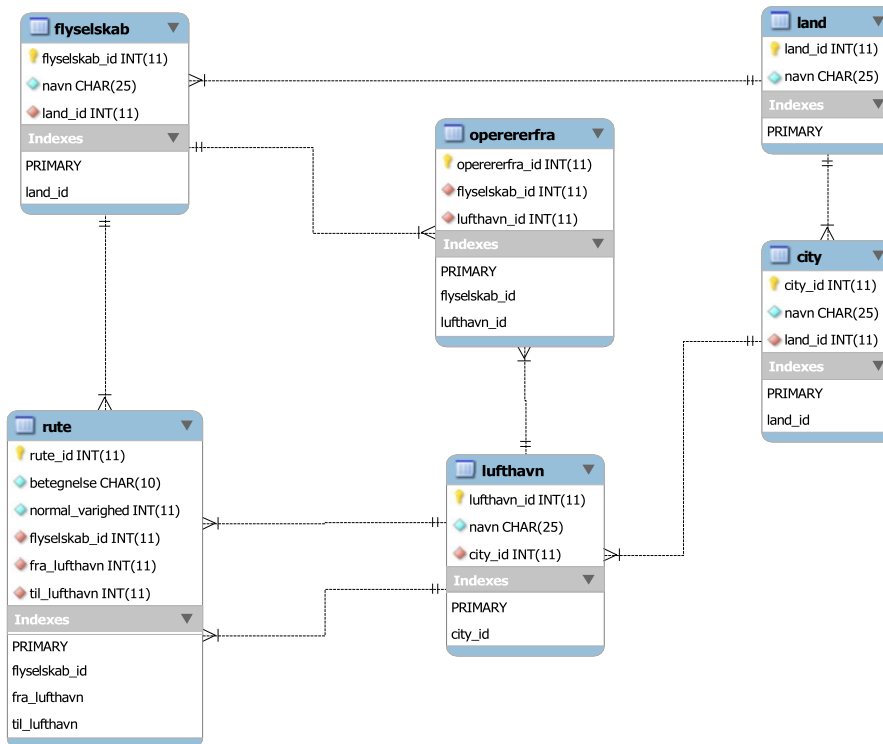 flyselskab
flyselskab_id INT(11)
navn CHAR(25)
land_id INT(11)
Indexes
PRIMARY
land_id
land
land_id INT(11)
navn CHAR(25)
Indexes
PRIMARY
operererfra
operererfra_id INT(11)
flyselskab_id INT(11)
lufthavn_id INT(11)
Indexes
PRIMARY
flyselskab_id
lufthavn_id
city
city_id INT(11)
navn CHAR(25)
land_id INT(11)
Indexes
PRIMARY
land_id
rute
rute_id INT(11)
betegnelse CHAR(10)
normal_varighed INT(11)
flyselskab_id INT(11)
fra_lufthavn INT(11)
til_lufthavn INT(11)
Indexes
PRIMARY
flyselskab_id
fra_lufthavn
til_lufthavn
lufthavn
lufthavn_id INT(11)
navn CHAR(25)
city_id INT(11)
Indexes
PRIMARY
city_id